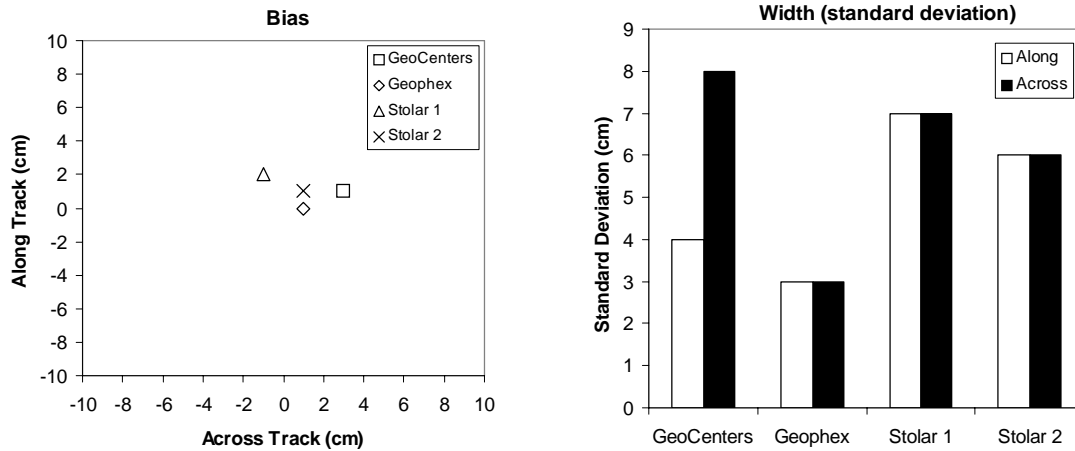 Bias
10
8
6
4
2
0
-2
-4
-6
-8
-10
Along Track (cm)
-10 -8 -6 -4 -2 0 2 4 6 8 10
Across Track (cm)
GeoCenters
Geophex
Stolar 1
Stolar 2
Width (standard deviation)
9
8
7
6
5
4
3
2
1
0
Standard Deviation (cm)
Along
Across
GeoCenters Geophex Stolar 1 Stolar 2